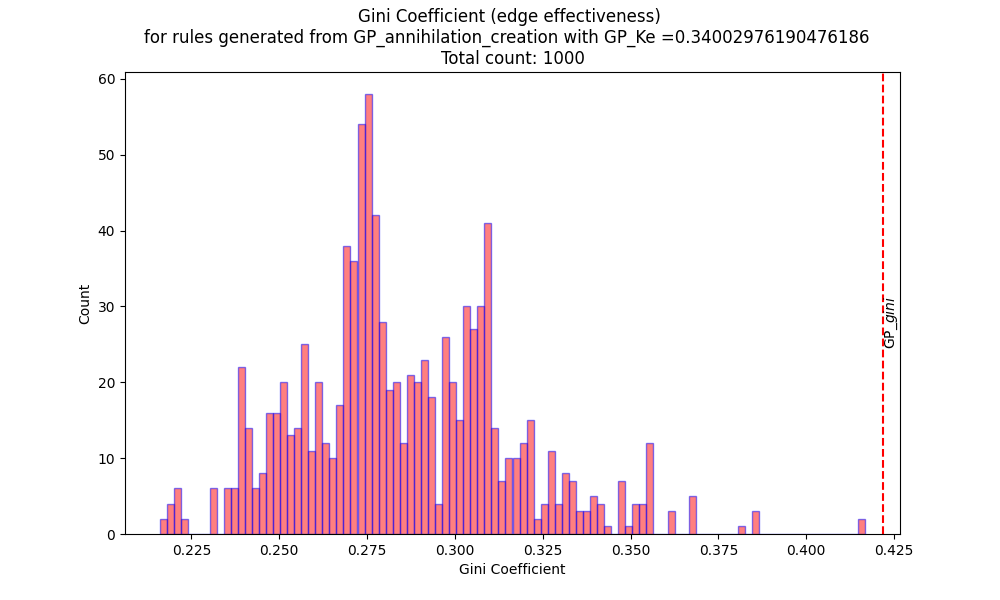 Gini Coefficient (edge effectiveness)
for rules generated from GP_annihilation_creation with GP_Ke =0.34002976190476186
Total count: 1000
60
50
40
30
20
10
0
Count
GP_gini
0.225
0.250
0.275
0.300
0.325
0.350
0.375
0.400
0.425
Gini Coefficient